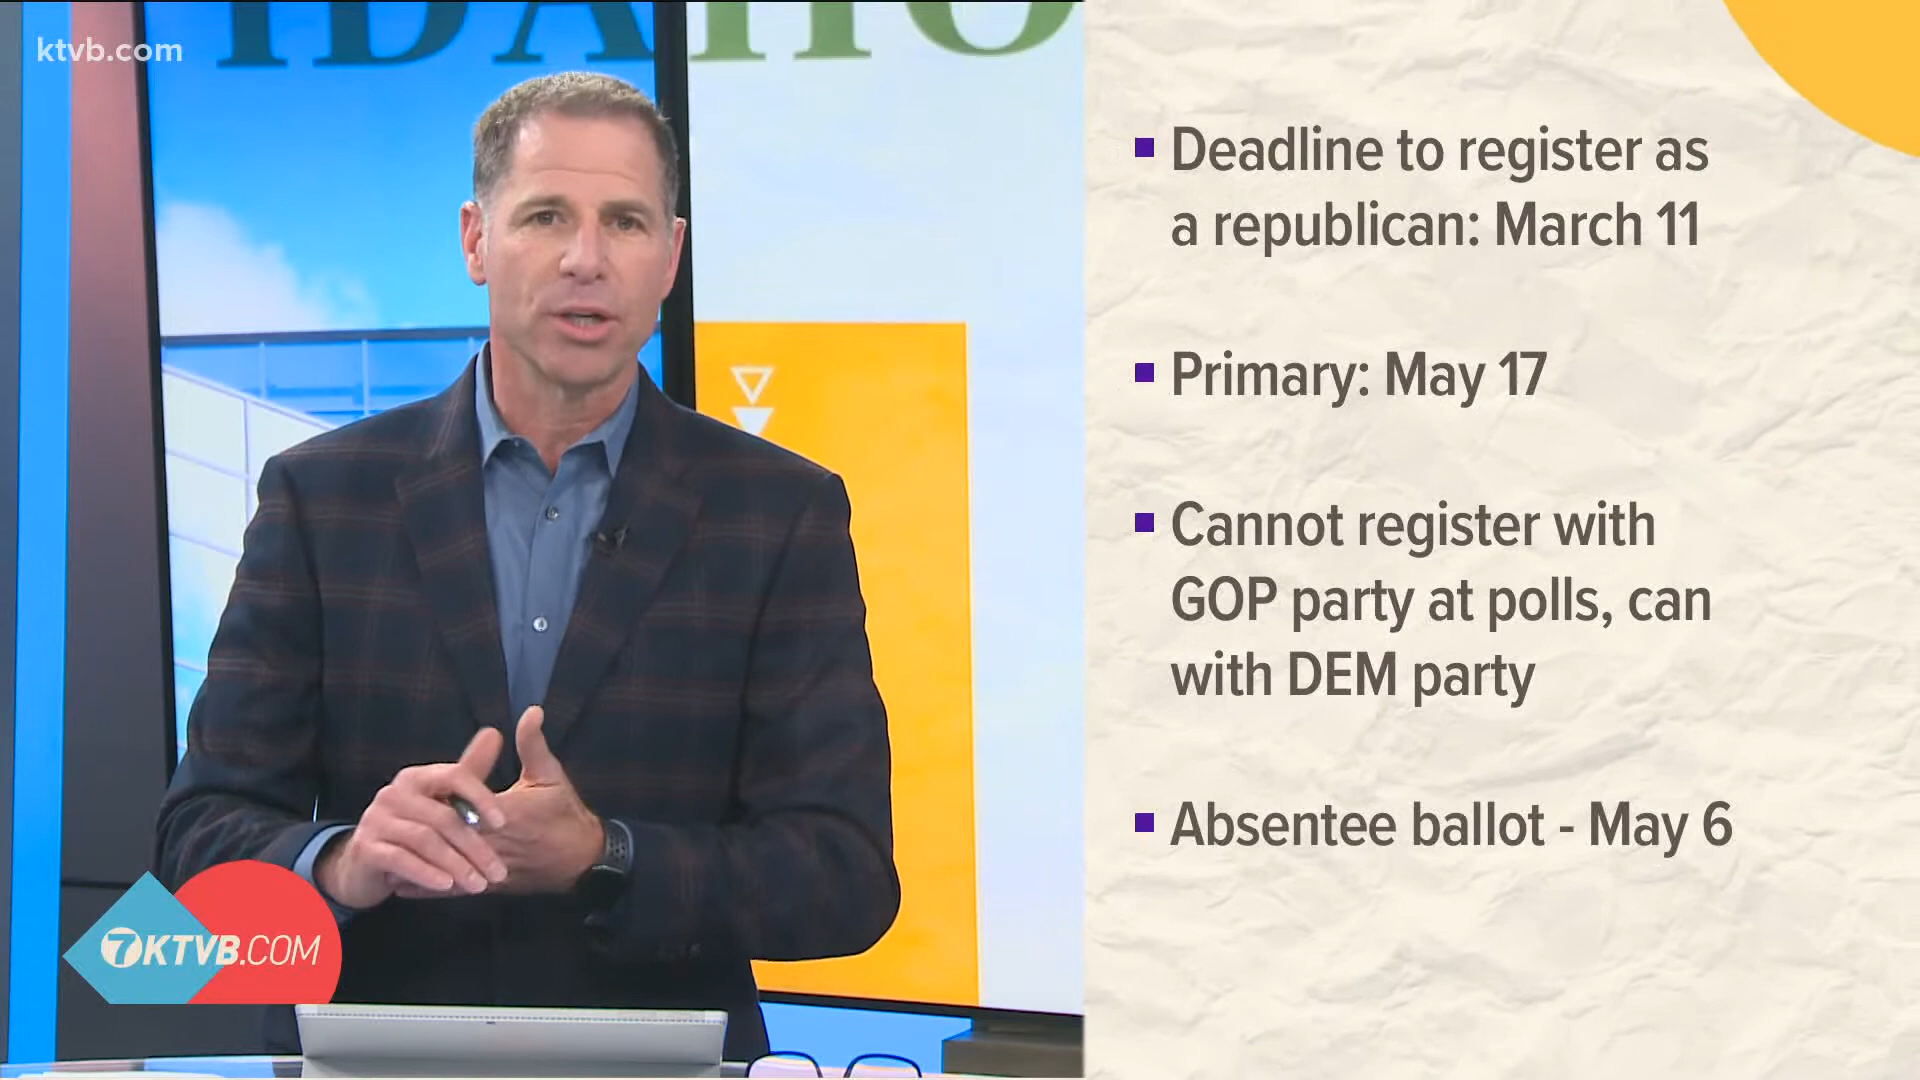 ktvb.com
IDAHO
Deadline to register as
a republican: March 11
Primary: May 17
Cannot register with
GOP party at polls, can
with DEM party
Absentee ballot - May 6
7KTVB.COM